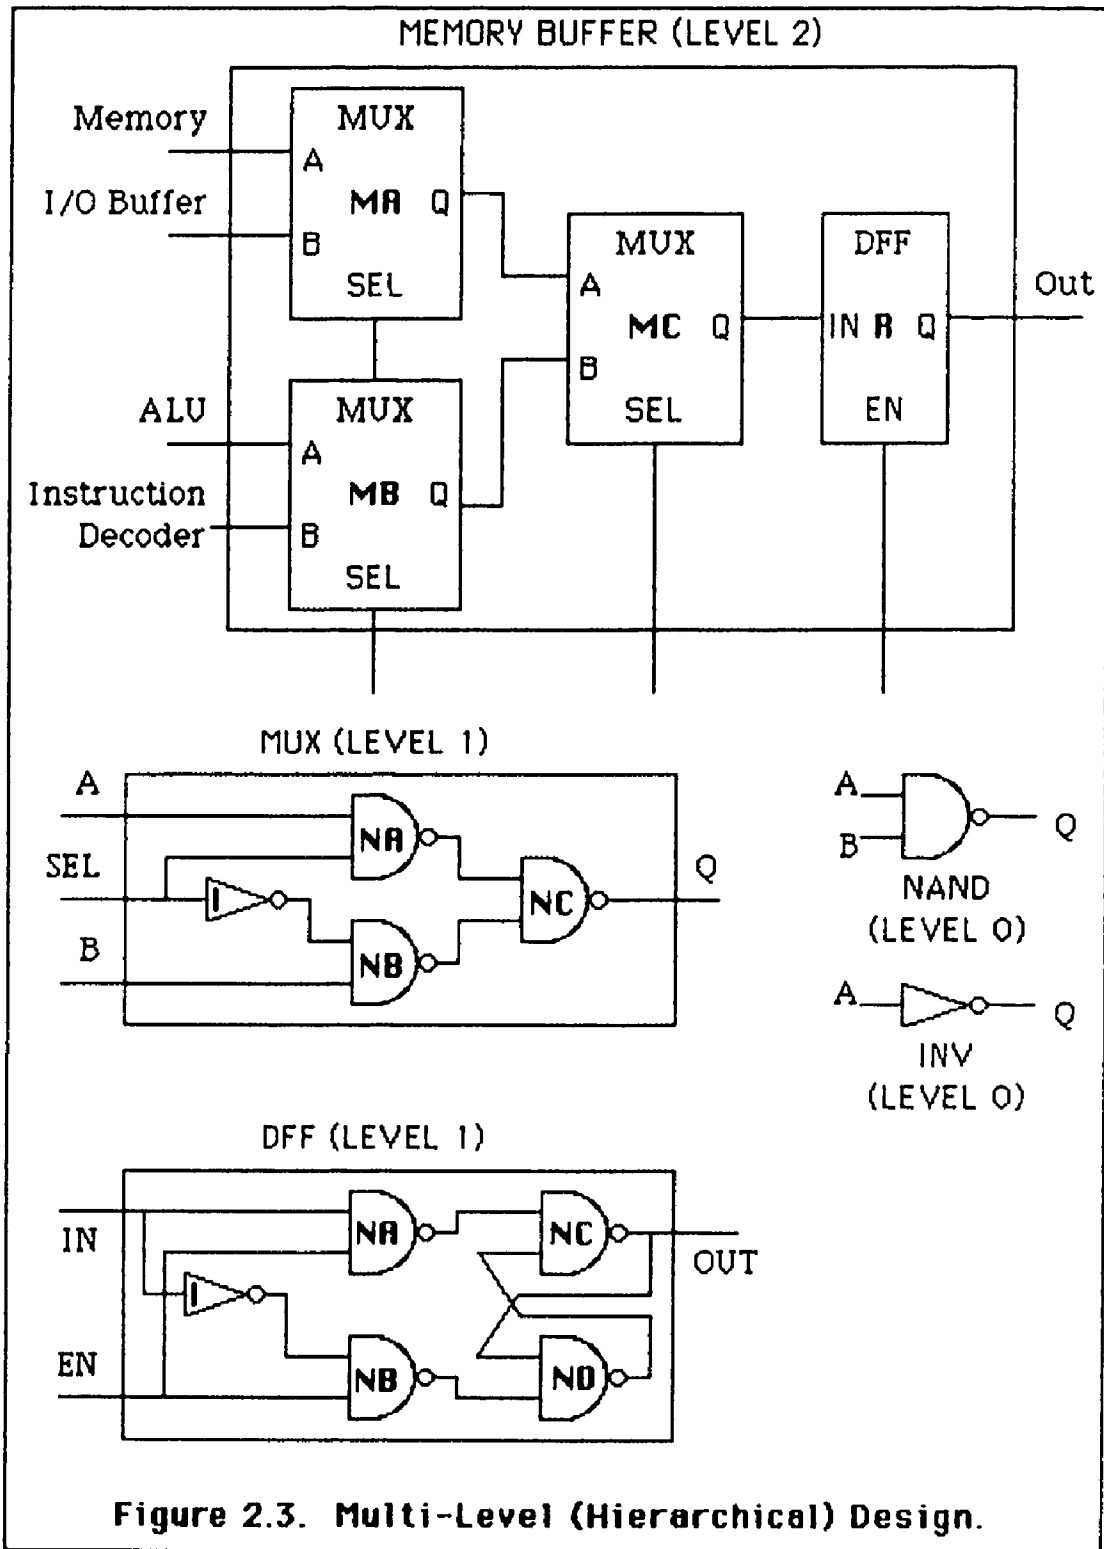 MEMORY BUFFER (LEVEL 2)
Memory
I/O Buffer
MUX
A
MA Q
B
SEL
ALU
Instruction
Decoder
MUX
A
MB Q
B
SEL
MUX
A
MC Q
B
SEL
DFF
IN R Q
EN
Out
MUX (LEVEL 1)
A
SEL
B
NA
I
NB
NC
Q
A
B
Q
NAND
(LEVEL 0)
A
Q
INV
(LEVEL 0)
DFF (LEVEL 1)
IN
EN
NA
I
NB
NC
ND
OUT
Figure 2.3. Multi-Level (Hierarchical) Design.